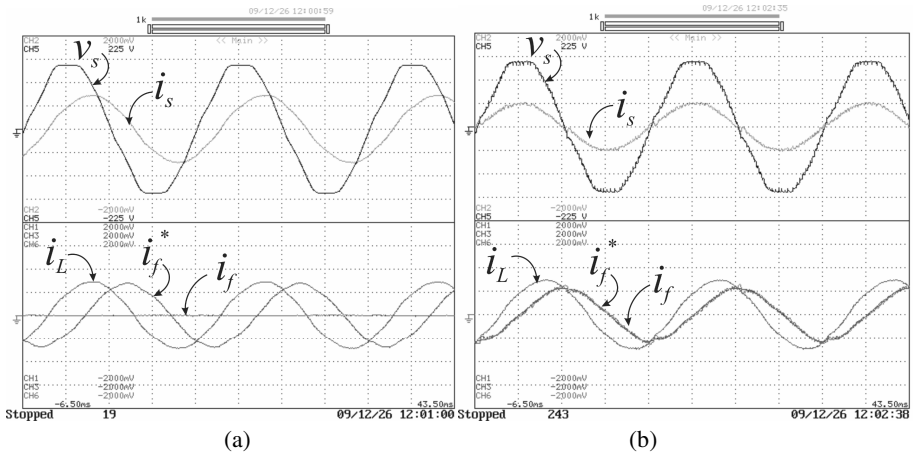 09/12/26 12:00:59
1k
<< Main >>
CH2 2000mV
CH5 225 V
v_s
i_s
CH2 -2000mV
CH5 -225 V
CH1 2000mV
CH3 2000mV
CH6 2000mV
i_L
i_f*
i_f
CH1 -2000mV
CH3 -2000mV
CH6 -2000mV
-6.50ms 43.50ms
Stopped 19 09/12/26 12:01:00
(a)
09/12/26 12:02:35
1k
<< Main >>
CH2 2000mV
CH5 225 V
v_s
i_s
CH2 -2000mV
CH5 -225 V
CH1 2000mV
CH3 2000mV
CH6 2000mV
i_L
i_f*
i_f
CH1 -2000mV
CH3 -2000mV
CH6 -2000mV
-6.50ms 43.50ms
Stopped 243 09/12/26 12:02:38
(b)